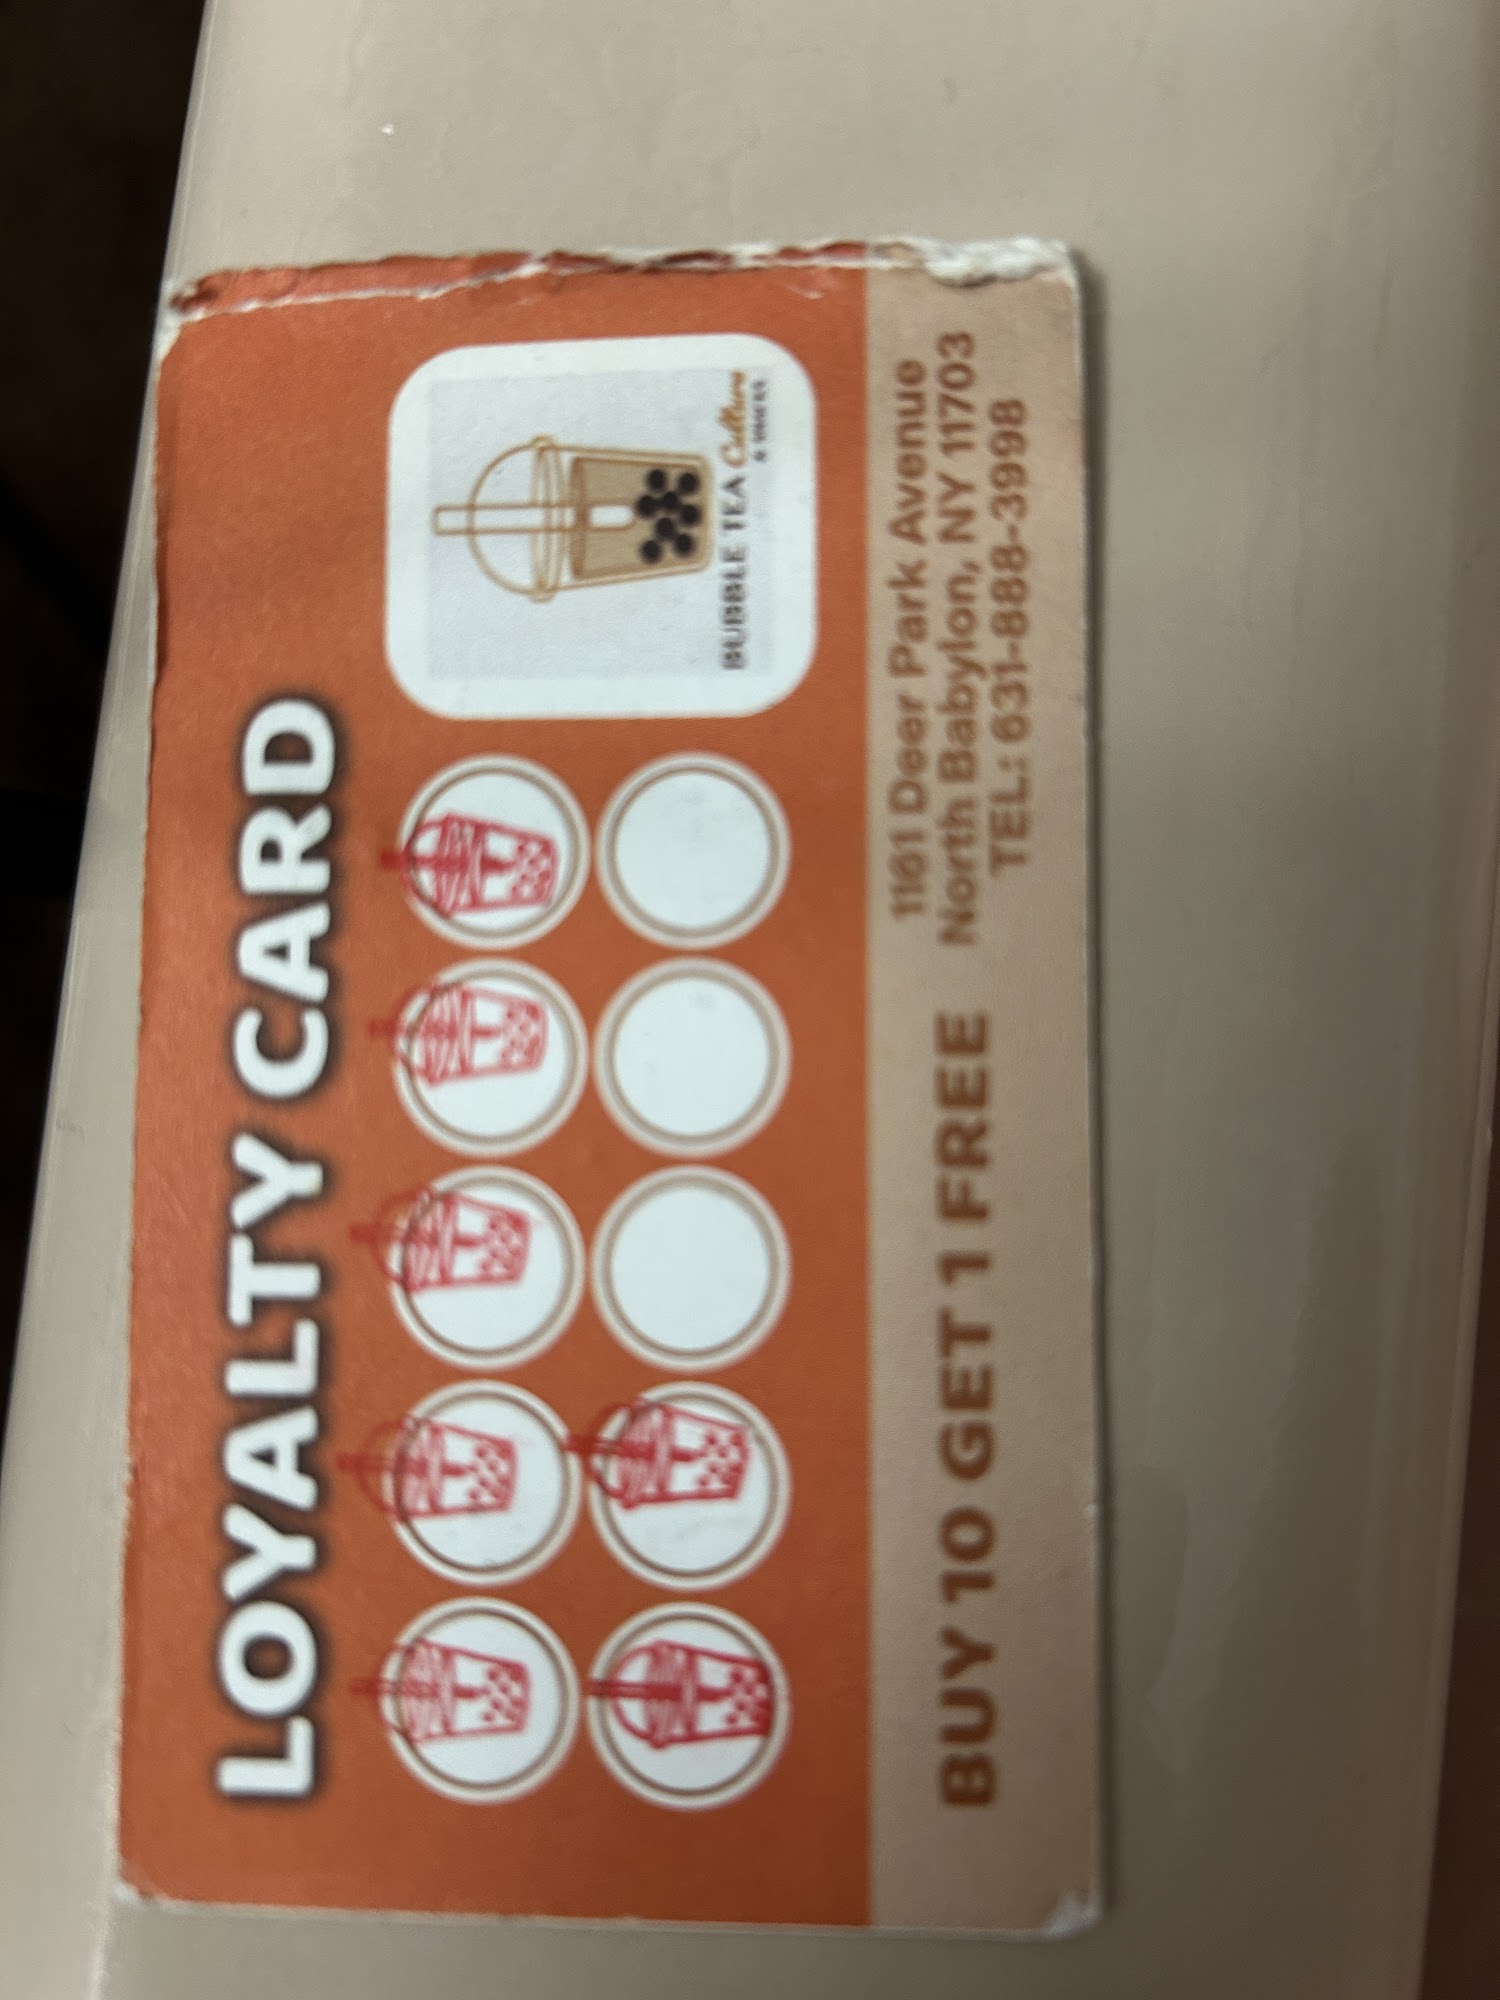 LOYALTY CARD
BUBBLE TEA Culture
BUY 10 GET 1 FREE
1161 Deer Park Avenue
North Babylon, NY 11703
TEL.: 631-888-3998